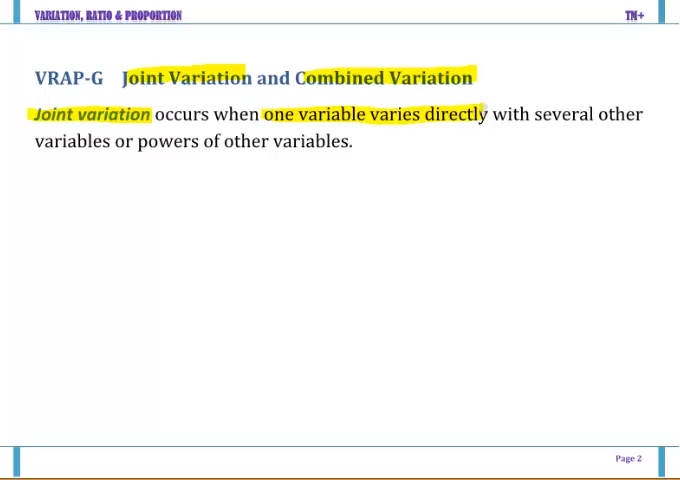 VARIATION, RATIO & PROPORTION TM+
VRAP-G Joint Variation and Combined Variation
Joint variation occurs when one variable varies directly with several other
variables or powers of other variables.
Page 2